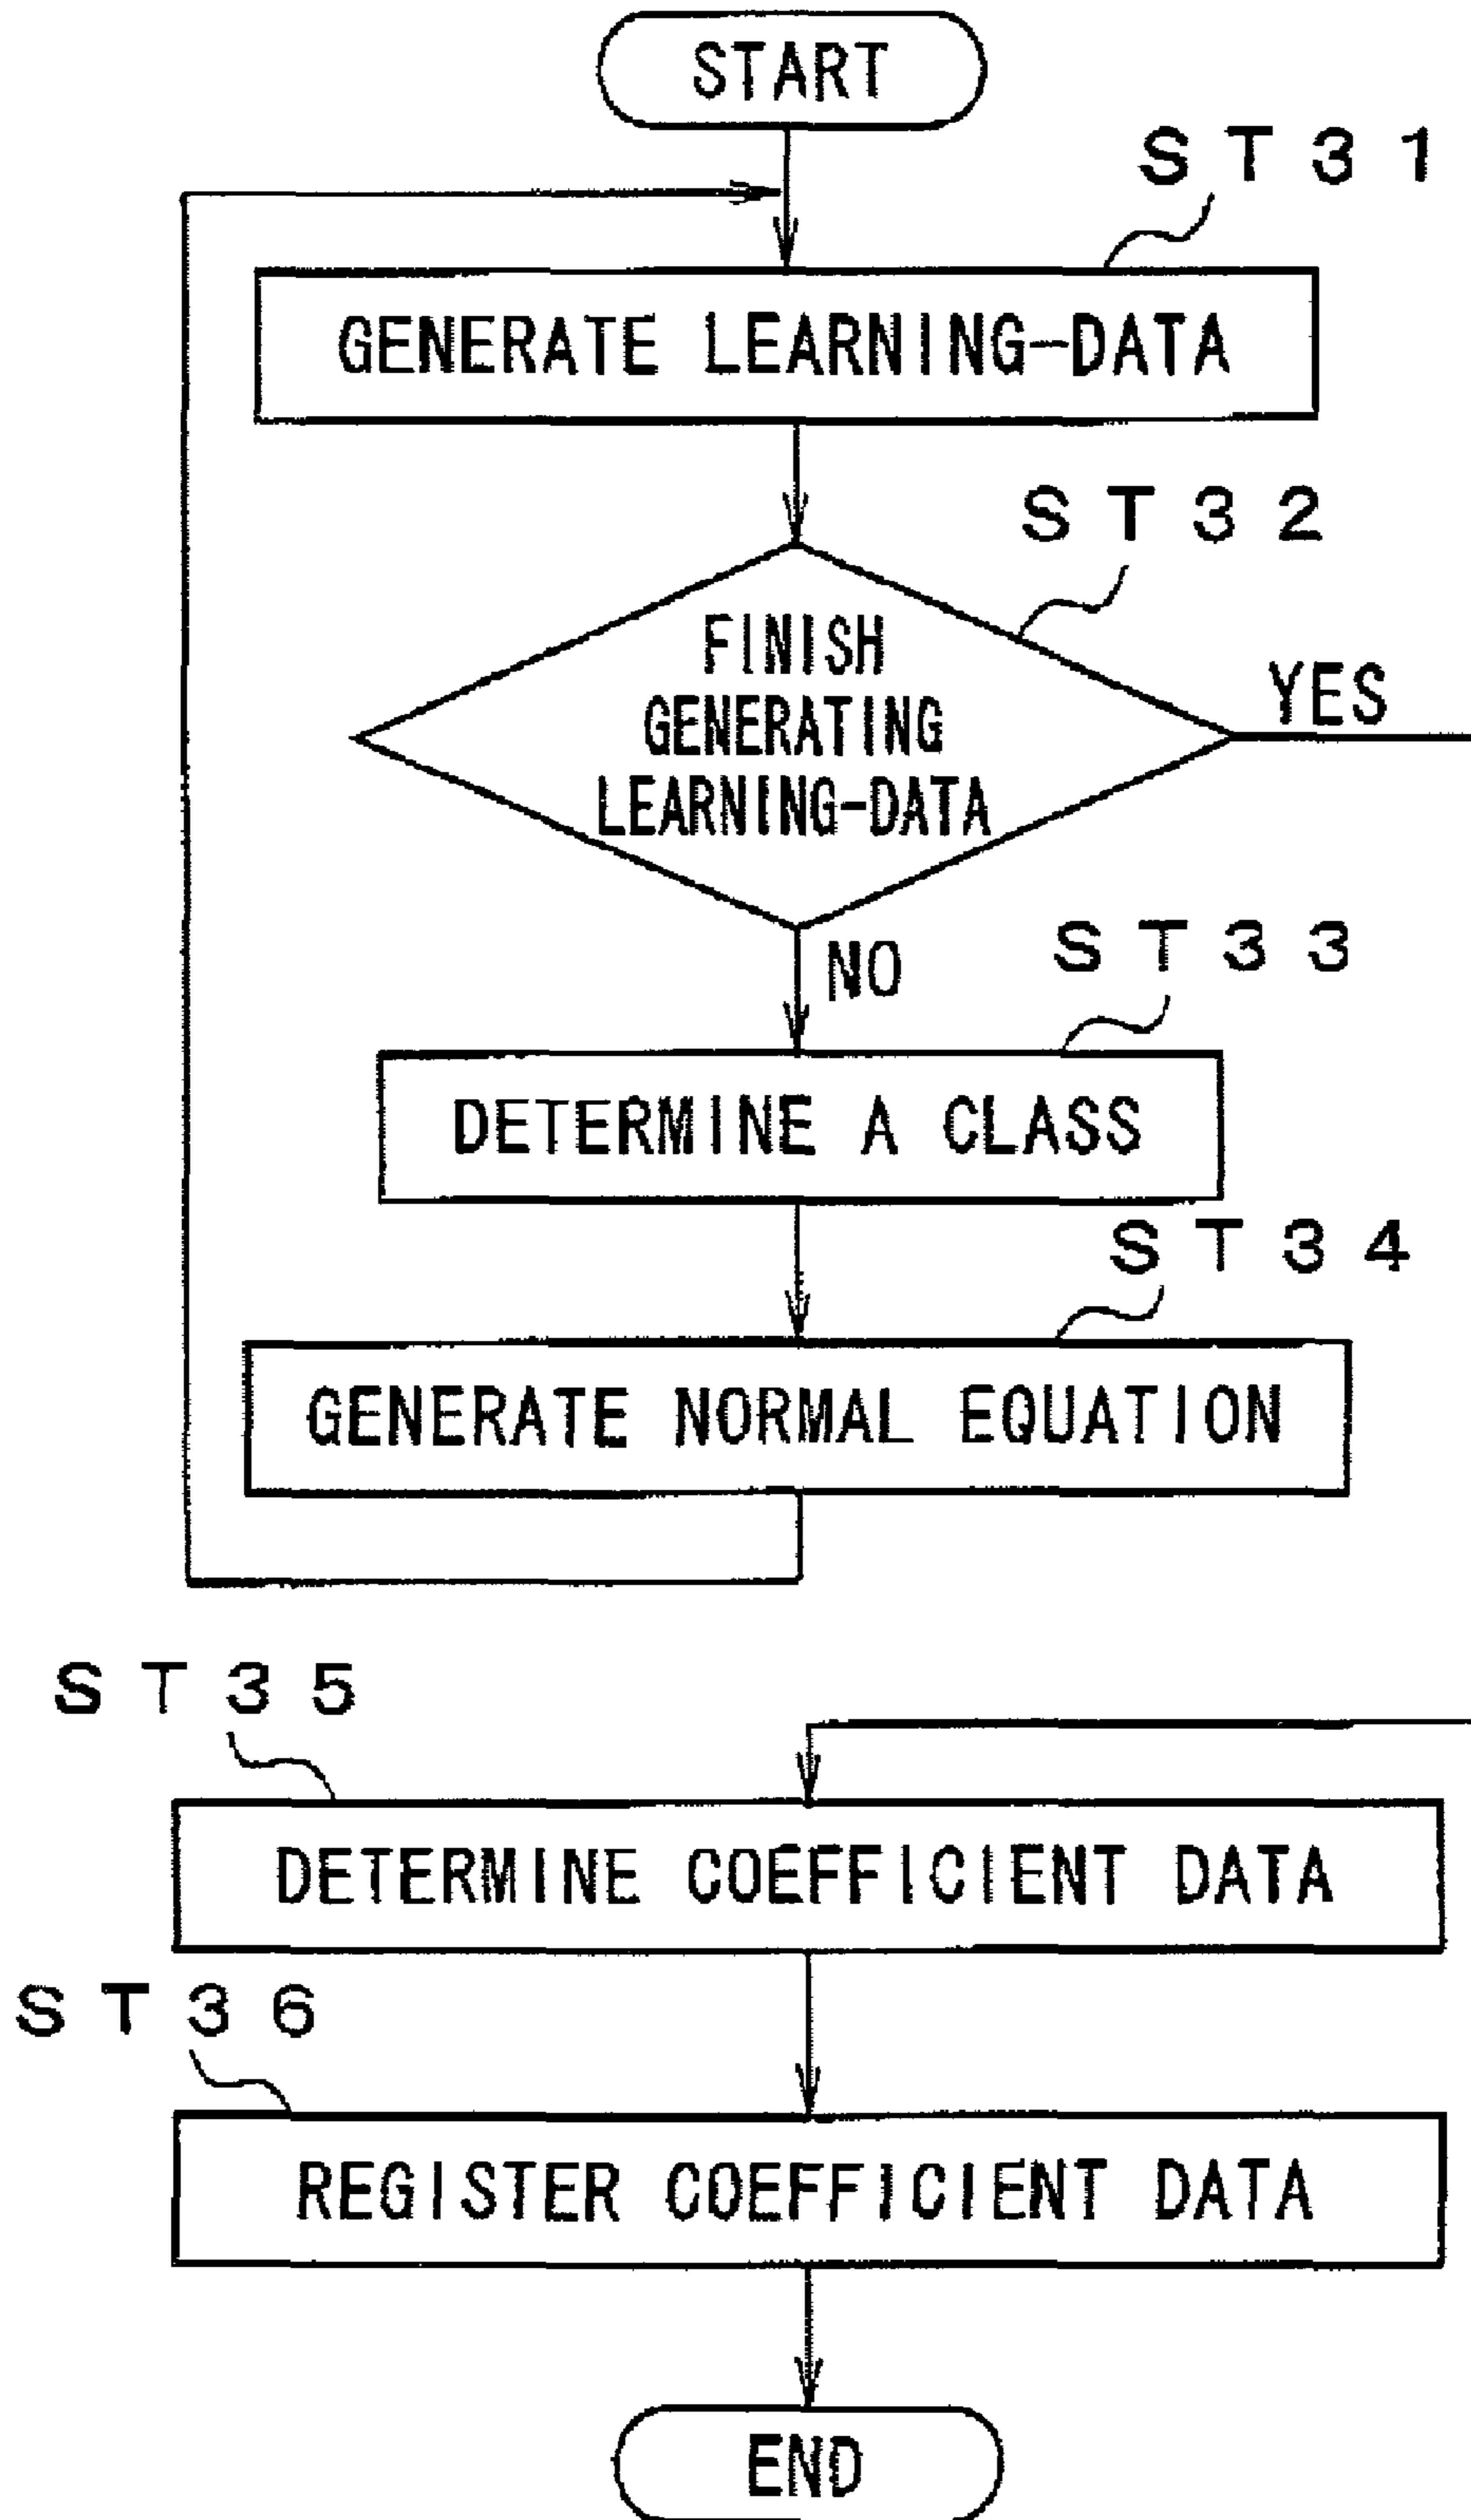 START
ST31
GENERATE LEARNING-DATA
ST32
FINISH
GENERATING
LEARNING-DATA
YES
NO
ST33
DETERMINE A CLASS
ST34
GENERATE NORMAL EQUATION
ST35
DETERMINE COEFFICIENT DATA
ST36
REGISTER COEFFICIENT DATA
END